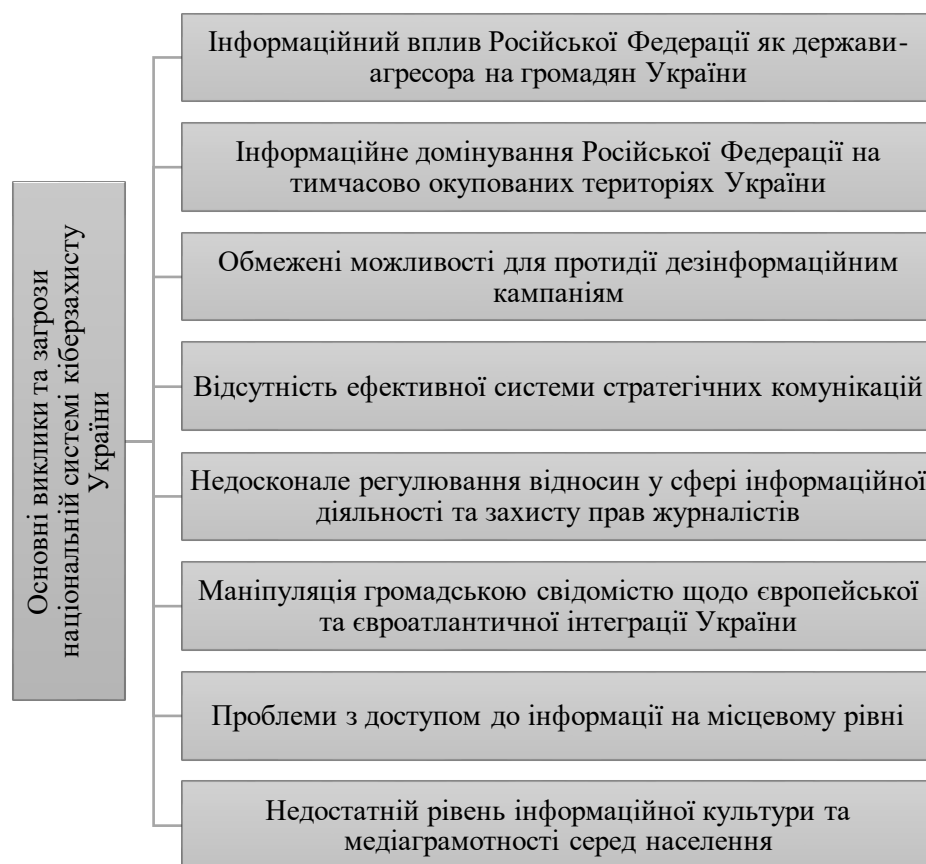 Основні виклики та загрози
національній системі кіберзахисту
України
Інформаційний вплив Російської Федерації як держави-
агресора на громадян України
Інформаційне домінування Російської Федерації на
тимчасово окупованих територіях України
Обмежені можливості для протидії дезінформаційним
кампаніям
Відсутність ефективної системи стратегічних комунікацій
Недосконале регулювання відносин у сфері інформаційної
діяльності та захисту прав журналістів
Маніпуляція громадською свідомістю щодо європейської
та євроатлантичної інтеграції України
Проблеми з доступом до інформації на місцевому рівні
Недостатній рівень інформаційної культури та
медіаграмотності серед населення